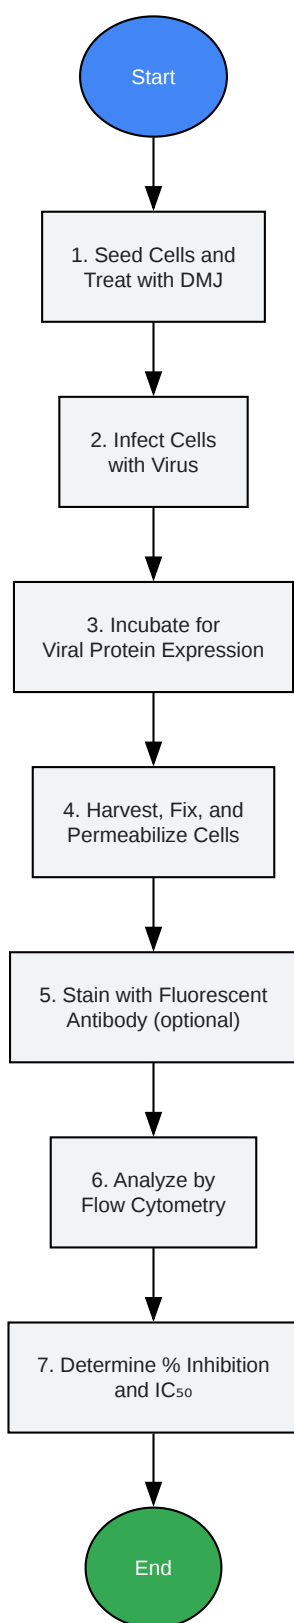 Start
1. Seed Cells and
Treat with DMJ
2. Infect Cells
with Virus
3. Incubate for
Viral Protein Expression
4. Harvest, Fix, and
Permeabilize Cells
5. Stain with Fluorescent
Antibody (optional)
6. Analyze by
Flow Cytometry
7. Determine % Inhibition
and IC₅₀
End